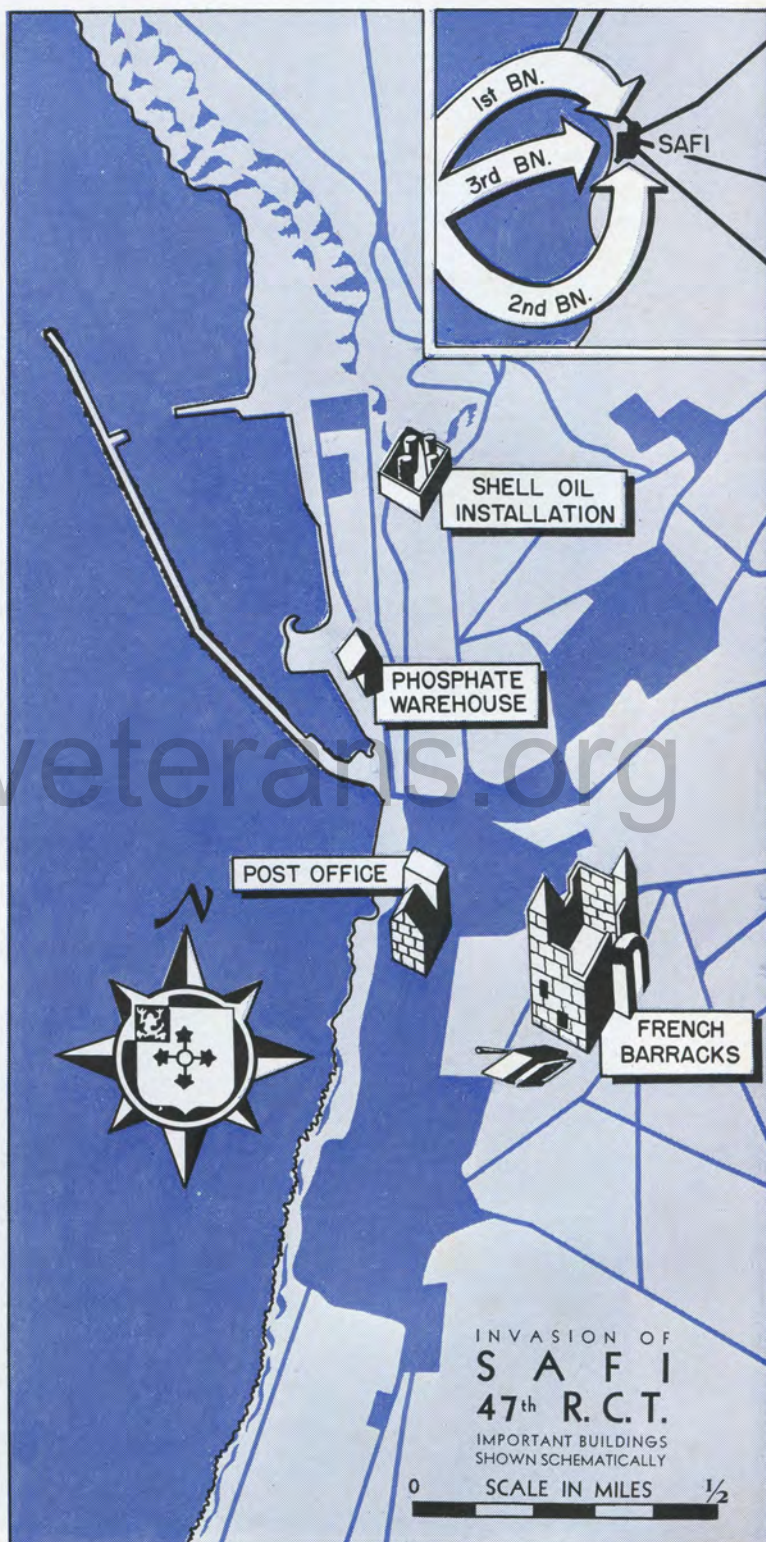 1st BN.
3rd BN.
SAFI
2nd BN.
SHELL OIL
INSTALLATION
PHOSPHATE
WAREHOUSE
veterans.org
POST OFFICE
N
FRENCH
BARRACKS
INVASION OF
SAFI
47th R.C.T.
IMPORTANT BUILDINGS
SHOWN SCHEMATICALLY
0 SCALE IN MILES 1/2